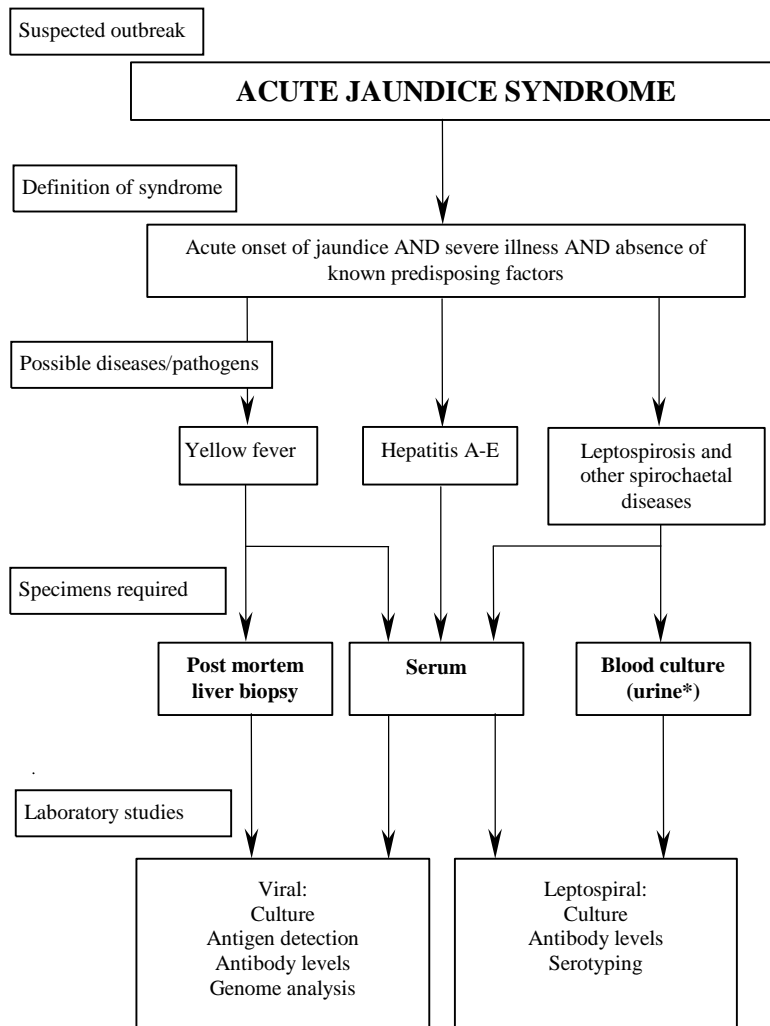 Suspected outbreak
ACUTE JAUNDICE SYNDROME
Definition of syndrome
Acute onset of jaundice AND severe illness AND absence of
known predisposing factors
Possible diseases/pathogens
Yellow fever
Hepatitis A-E
Leptospirosis and
other spirochaetal
diseases
Specimens required
Post mortem
liver biopsy
Serum
Blood culture
(urine*)
.
Laboratory studies
Viral:
Culture
Antigen detection
Antibody levels
Genome analysis
Leptospiral:
Culture
Antibody levels
Serotyping